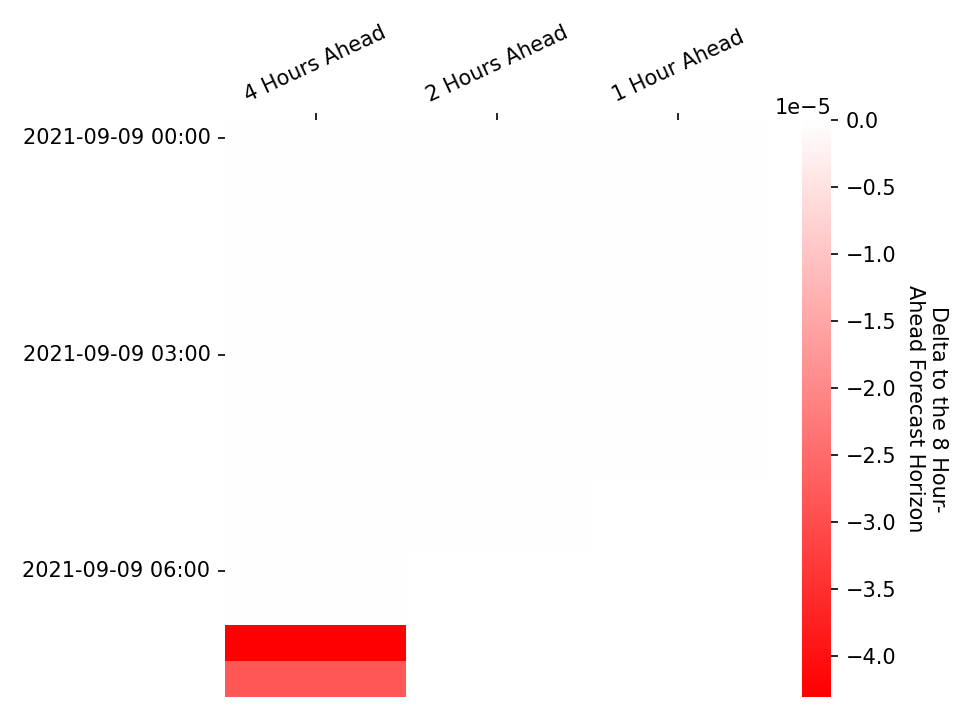 4 Hours Ahead
2 Hours Ahead
1 Hour Ahead
1e−5
2021-09-09 00:00
2021-09-09 03:00
2021-09-09 06:00
0.0
−0.5
−1.0
−1.5
−2.0
−2.5
−3.0
−3.5
−4.0
Delta to the 8 Hour-
Ahead Forecast Horizon